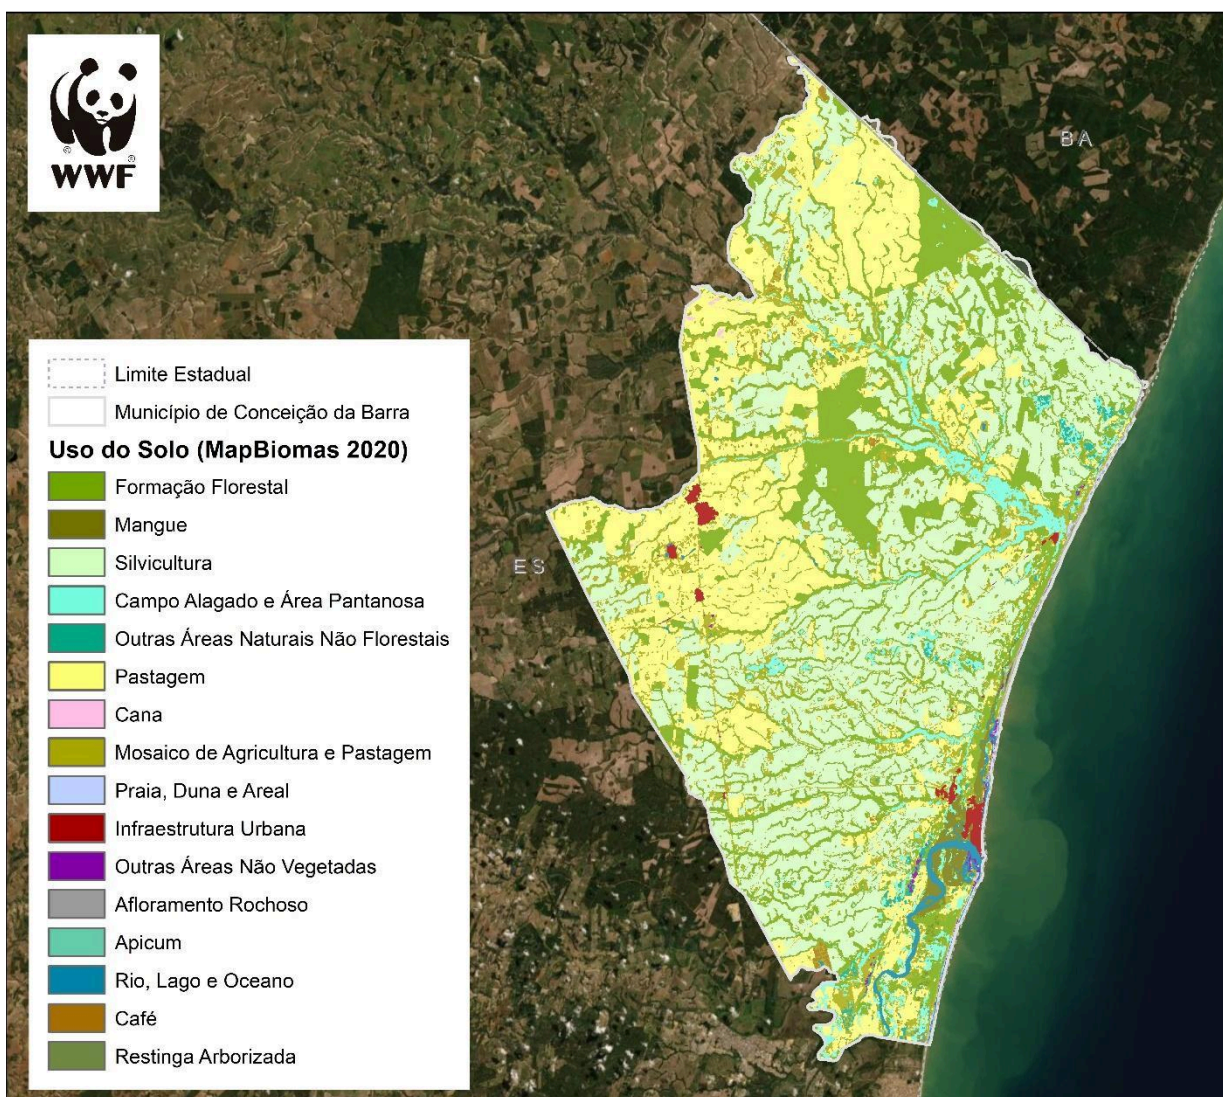 WWF
BA
Limite Estadual
Município de Conceição da Barra
Uso do Solo (MapBiomas 2020)
Formação Florestal
Mangue
Silvicultura
ES
Campo Alagado e Área Pantanosa
Outras Áreas Naturais Não Florestais
Pastagem
Cana
Mosaico de Agricultura e Pastagem
Praia, Duna e Areal
Infraestrutura Urbana
Outras Áreas Não Vegetadas
Afloramento Rochoso
Apicum
Rio, Lago e Oceano
Café
Restinga Arborizada